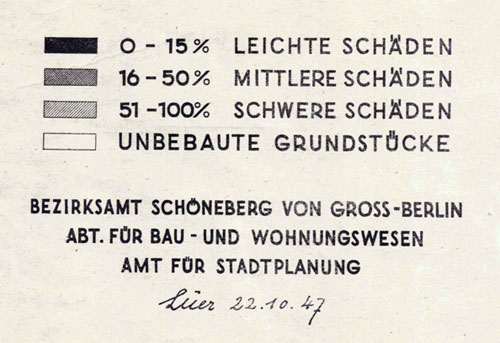 0 - 15% LEICHTE SCHÄDEN
16 - 50% MITTLERE SCHÄDEN
51 - 100% SCHWERE SCHÄDEN
UNBEBAUTE GRUNDSTÜCKE
BEZIRKSAMT SCHÖNEBERG VON GROSS-BERLIN
ABT. FÜR BAU - UND WOHNUNGSWESEN
AMT FÜR STADTPLANUNG
Lüer 22.10.47